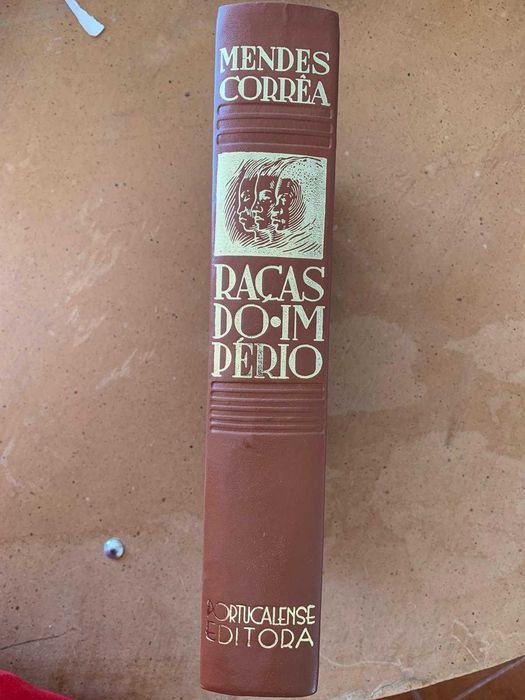 MENDES
CORRÊA
RAÇAS
DO·IM
PÉRIO
PORTUCALENSE
EDITORA